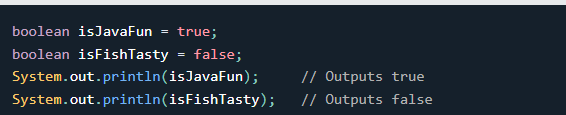 boolean isJavaFun = true;
boolean isFishTasty = false;
System.out.println(isJavaFun);     // Outputs true
System.out.println(isFishTasty);   // Outputs false